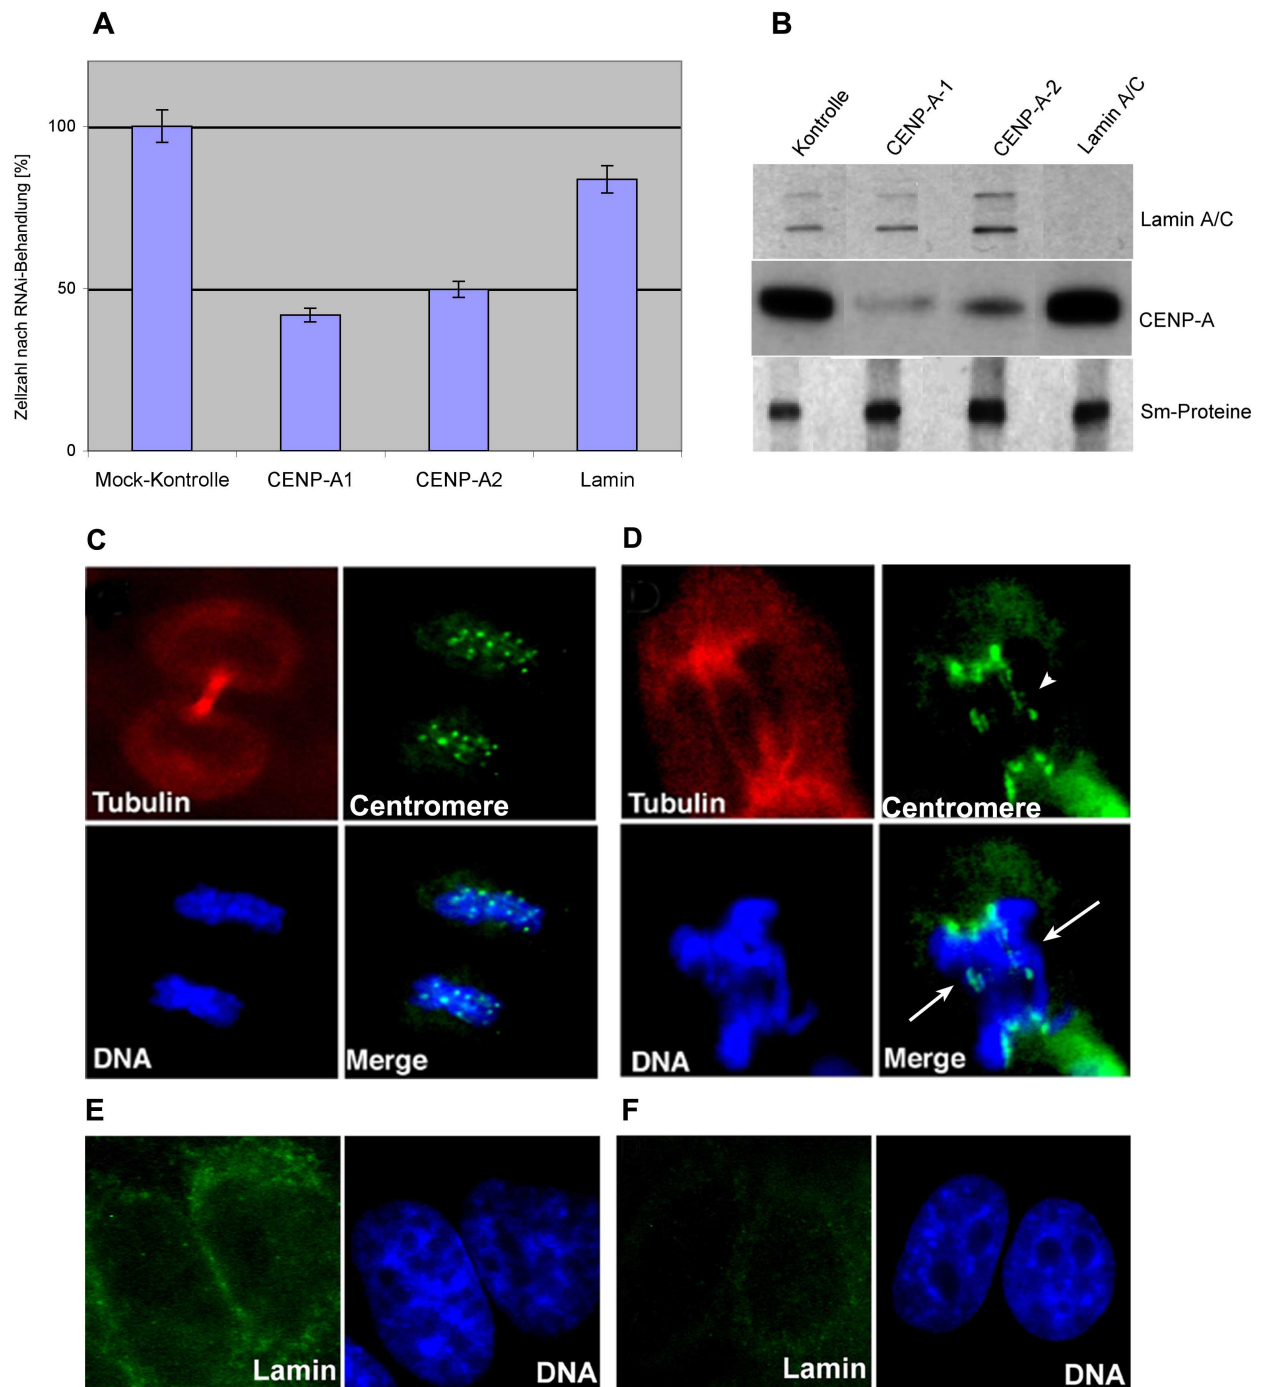 A
B
Zellzahl nach RNAi-Behandlung [%]
100
50
0
Mock-Kontrolle CENP-A1 CENP-A2 Lamin
Kontrolle CENP-A-1 CENP-A-2 Lamin A/C
Lamin A/C
CENP-A
Sm-Proteine
C
D
Tubulin Centromere
DNA Merge
Tubulin Centromere
DNA Merge
E
F
Lamin DNA
Lamin DNA